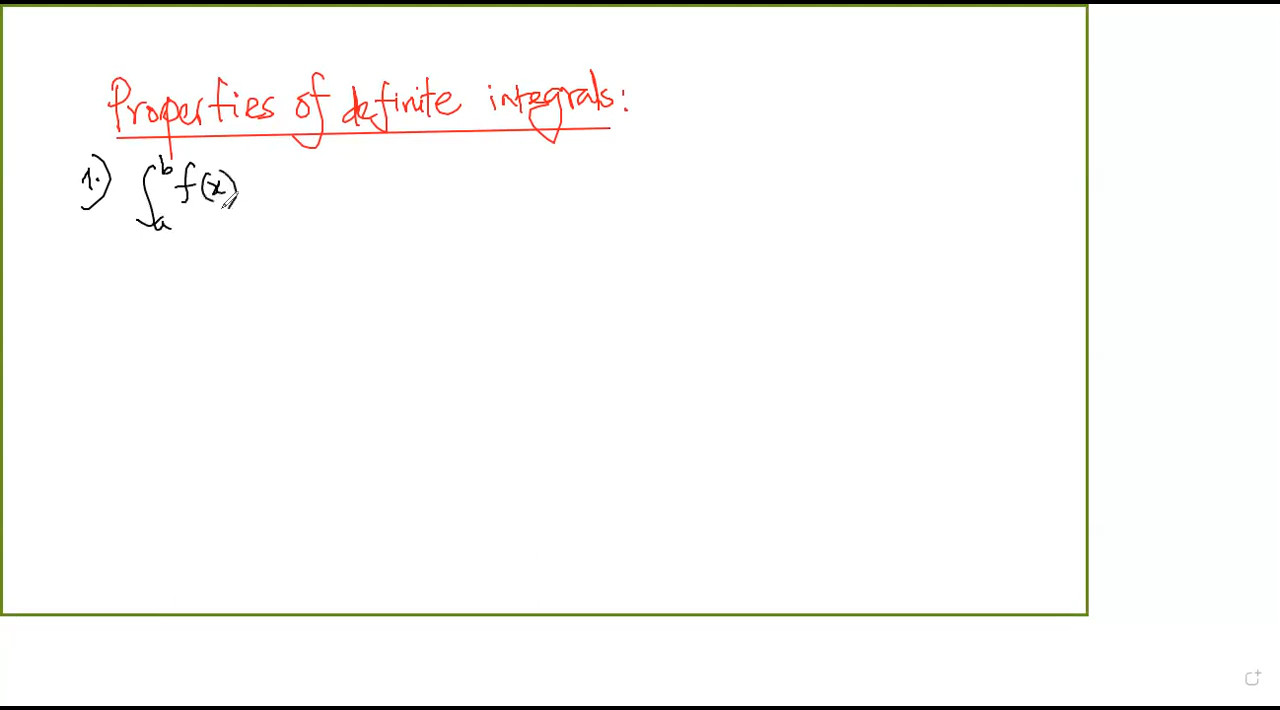 Properties of definite integrals:
1.) ∫_a^b f(x)